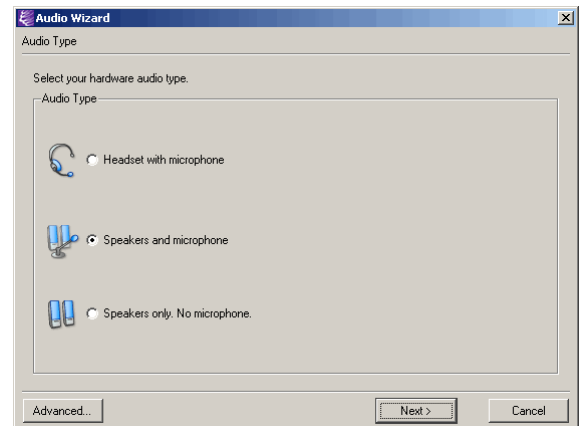 Audio Wizard
Audio Type
Select your hardware audio type.
Audio Type
Headset with microphone
Speakers and microphone
Speakers only. No microphone.
Advanced...
Next >
Cancel